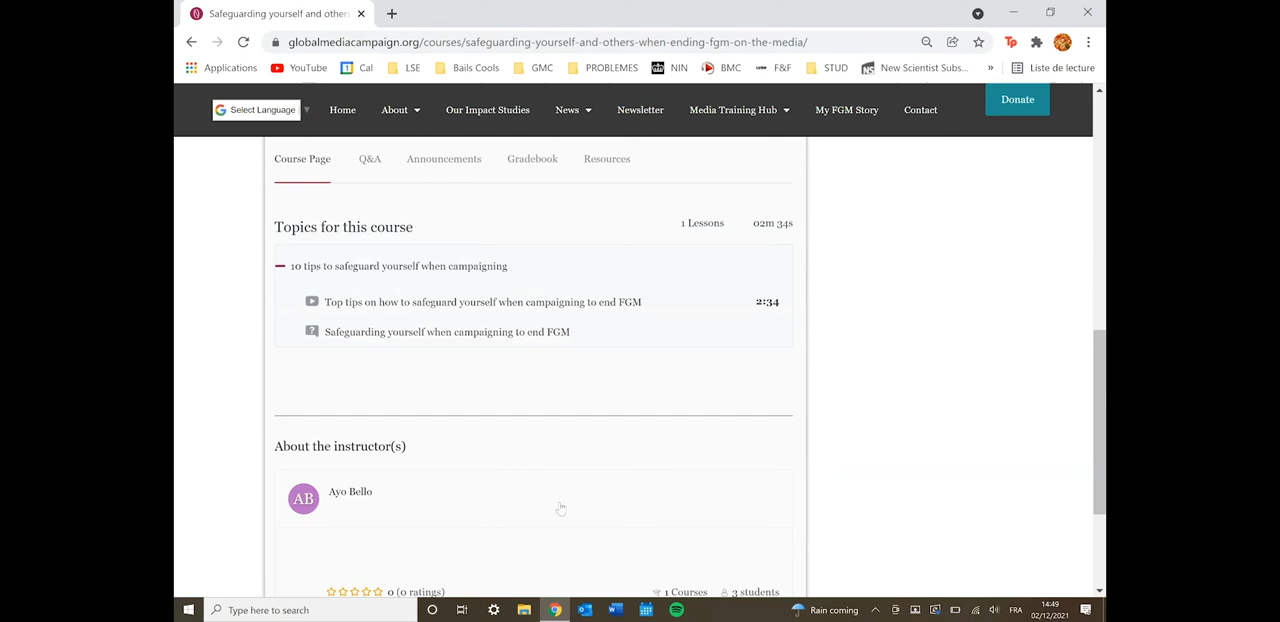 Safeguarding yourself and others
globalmediacampaign.org/courses/safeguarding-yourself-and-others-when-ending-fgm-on-the-media/
Applications YouTube 1 Cal LSE Bails Cools GMC PROBLEMES NIN BMC F&F STUD New Scientist Subs... » Liste de lecture
G Select Language Home About Our Impact Studies News Newsletter Media Training Hub My FGM Story Contact Donate
Course Page Q&A Announcements Gradebook Resources
Topics for this course 1 Lessons 02m 34s
10 tips to safeguard yourself when campaigning
Top tips on how to safeguard yourself when campaigning to end FGM 2:34
Safeguarding yourself when campaigning to end FGM
About the instructor(s)
AB Ayo Bello
0 (0 ratings) 1 Courses 3 students
Type here to search Rain coming FRA 14:49
02/12/2021